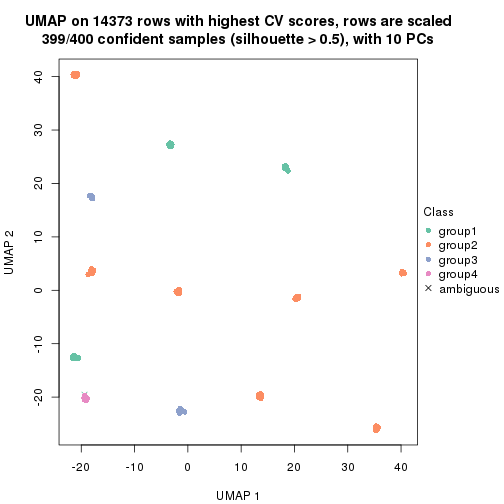 UMAP on 14373 rows with highest CV scores, rows are scaled
399/400 confident samples (silhouette > 0.5), with 10 PCs
40
30
20
10
0
-10
-20
UMAP 2
-20
-10
0
10
20
30
40
UMAP 1
Class
group1
group2
group3
group4
ambiguous